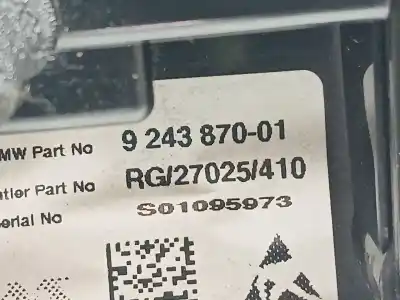 MW Part No 9 243 870-01
tler Part No RG/27025/410
erial No S01095973